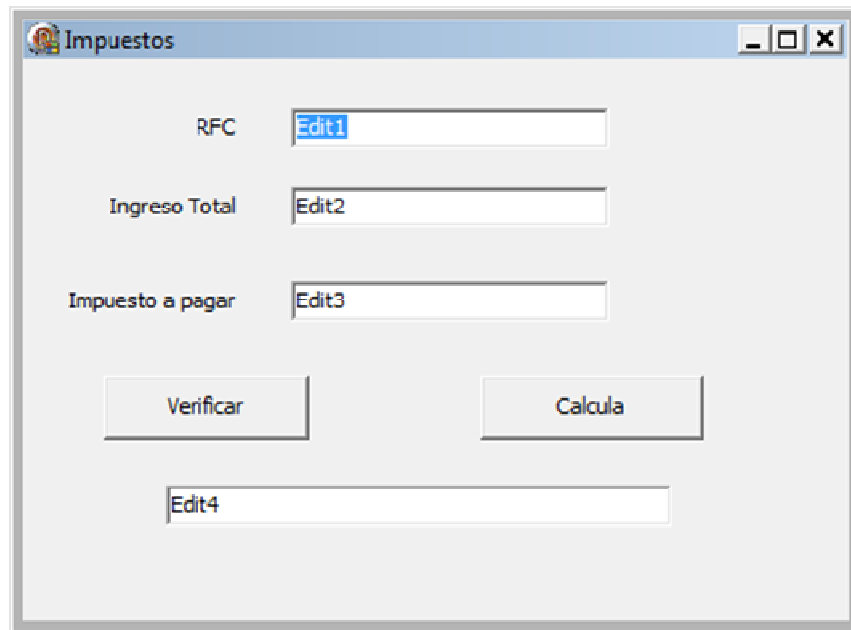 Impuestos
RFC Edit1
Ingreso Total Edit2
Impuesto a pagar Edit3
Verificar Calcula
Edit4